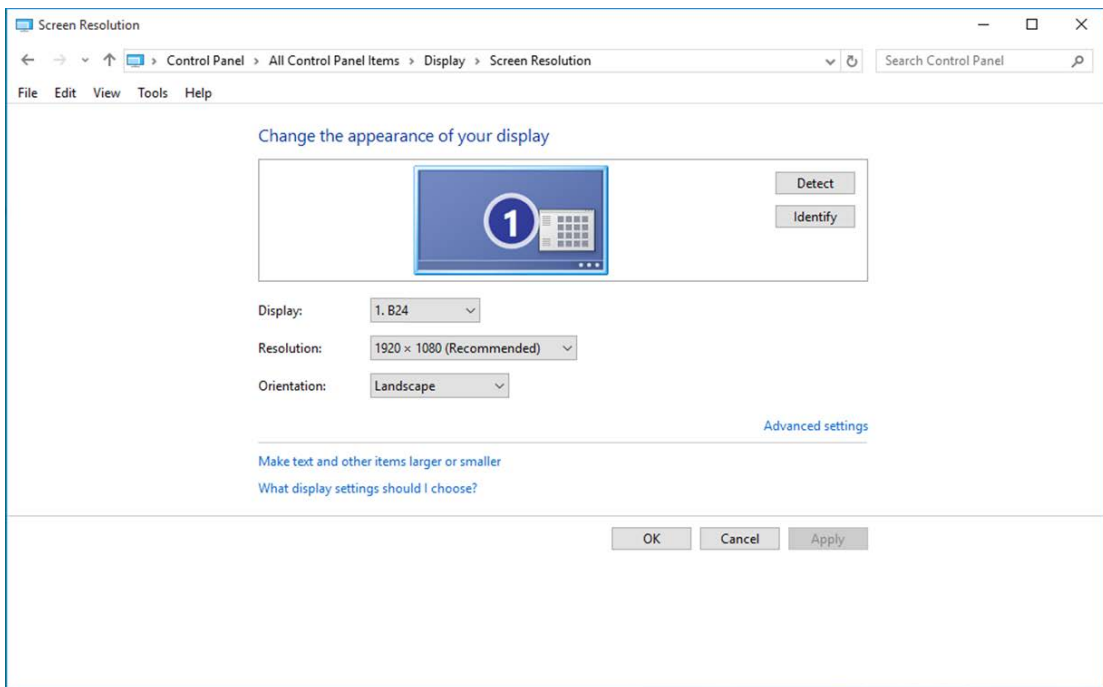 Screen Resolution
Control Panel > All Control Panel Items > Display > Screen Resolution
Search Control Panel
File Edit View Tools Help
Change the appearance of your display
1
Detect
Identify
Display: 1. B24
Resolution: 1920 × 1080 (Recommended)
Orientation: Landscape
Advanced settings
Make text and other items larger or smaller
What display settings should I choose?
OK Cancel Apply